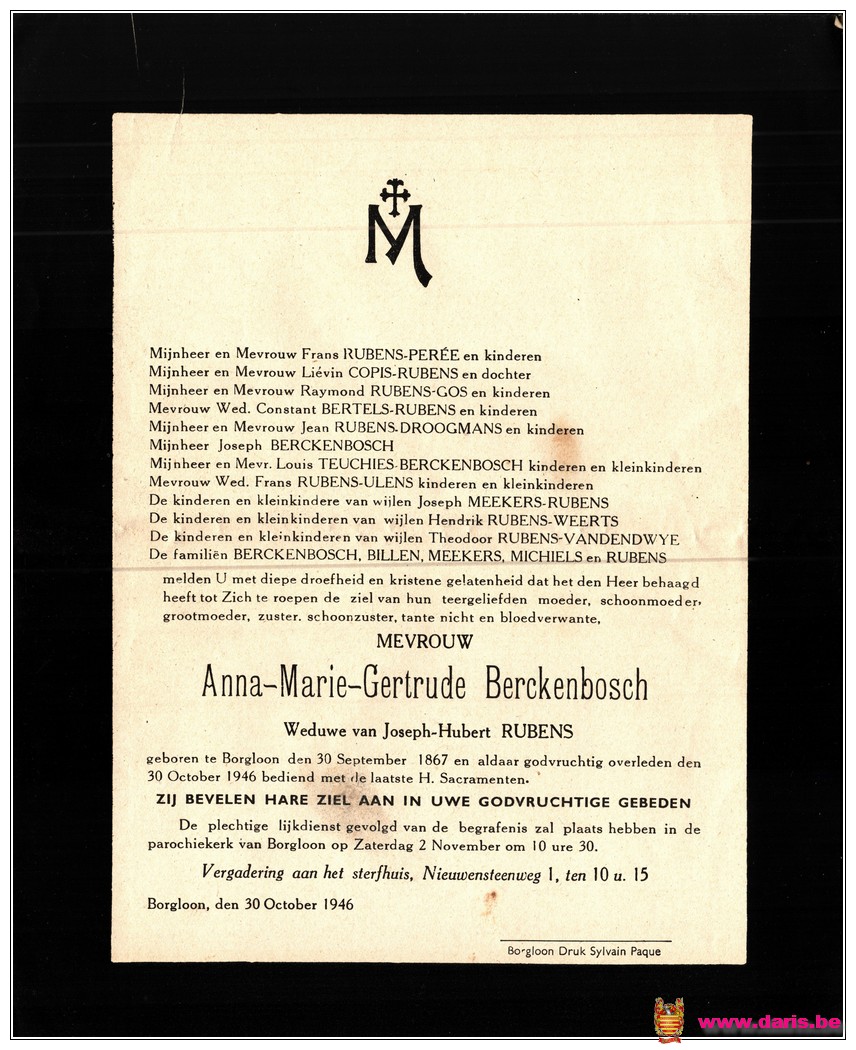 M
Mijnheer en Mevrouw Frans RUBENS-PERÉE en kinderen
Mijnheer en Mevrouw Liévin COPIS-RUBENS en dochter
Mijnheer en Mevrouw Raymond RUBENS-GOS en kinderen
Mevrouw Wed. Constant BERTELS-RUBENS en kinderen
Mijnheer en Mevrouw Jean RUBENS-DROOGMANS en kinderen
Mijnheer Joseph BERCKENBOSCH
Mijnheer en Mevr. Louis TEUCHIES-BERCKENBOSCH kinderen en kleinkinderen
Mevrouw Wed. Frans RUBENS-ULENS kinderen en kleinkinderen
De kinderen en kleinkindere van wijlen Joseph MEEKERS-RUBENS
De kinderen en kleinkinderen van wijlen Hendrik RUBENS-WEERTS
De kinderen en kleinkinderen van wijlen Theodoor RUBENS-VANDENDWYE
De familiën BERCKENBOSCH, BILLEN, MEEKERS, MICHIELS en RUBENS
melden U met diepe droefheid en kristene gelatenheid dat het den Heer behaagd
heeft tot Zich te roepen de ziel van hun teergeliefden moeder, schoonmoeder,
grootmoeder, zuster. schoonzuster, tante nicht en bloedverwante,
MEVROUW
Anna-Marie-Gertrude Berckenbosch
Weduwe van Joseph-Hubert RUBENS
geboren te Borgloon den 30 September 1867 en aldaar godvruchtig overleden den
30 October 1946 bediend met de laatste H. Sacramenten.
ZIJ BEVELEN HARE ZIEL AAN IN UWE GODVRUCHTIGE GEBEDEN
De plechtige lijkdienst gevolgd van de begrafenis zal plaats hebben in de
parochiekerk van Borgloon op Zaterdag 2 November om 10 ure 30.
Vergadering aan het sterfhuis, Nieuwensteenweg 1, ten 10 u. 15
Borgloon, den 30 October 1946
Borgloon Druk Sylvain Paque
www.daris.be